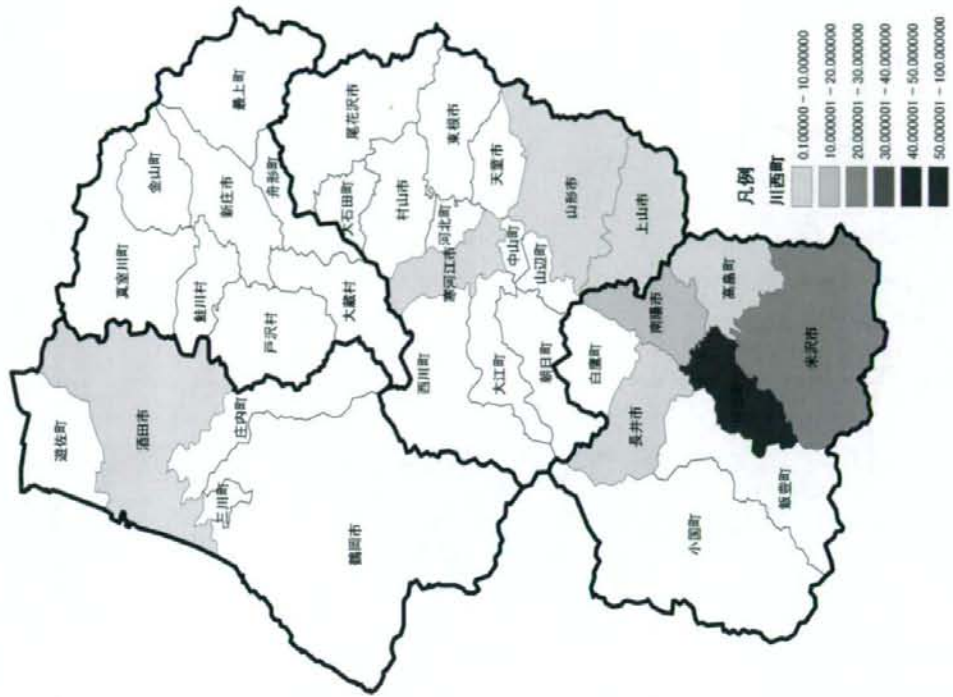 遊佐町
酒田市
庄内町
三川町
鶴岡市
真室川町
金山町
最上町
新庄市
鮭川村
舟形町
戸沢村
大蔵村
尾花沢市
大石田町
村山市
東根市
河北町
天童市
寒河江市
西川町
中山町
山辺町
山形市
大江町
朝日町
上山市
白鷹町
南陽市
高畠町
長井市
米沢市
飯豊町
小国町
凡例
川西町
0.100000 - 10.000000
10.000001 - 20.000000
20.000001 - 30.000000
30.000001 - 40.000000
40.000001 - 50.000000
50.000001 - 100.000000